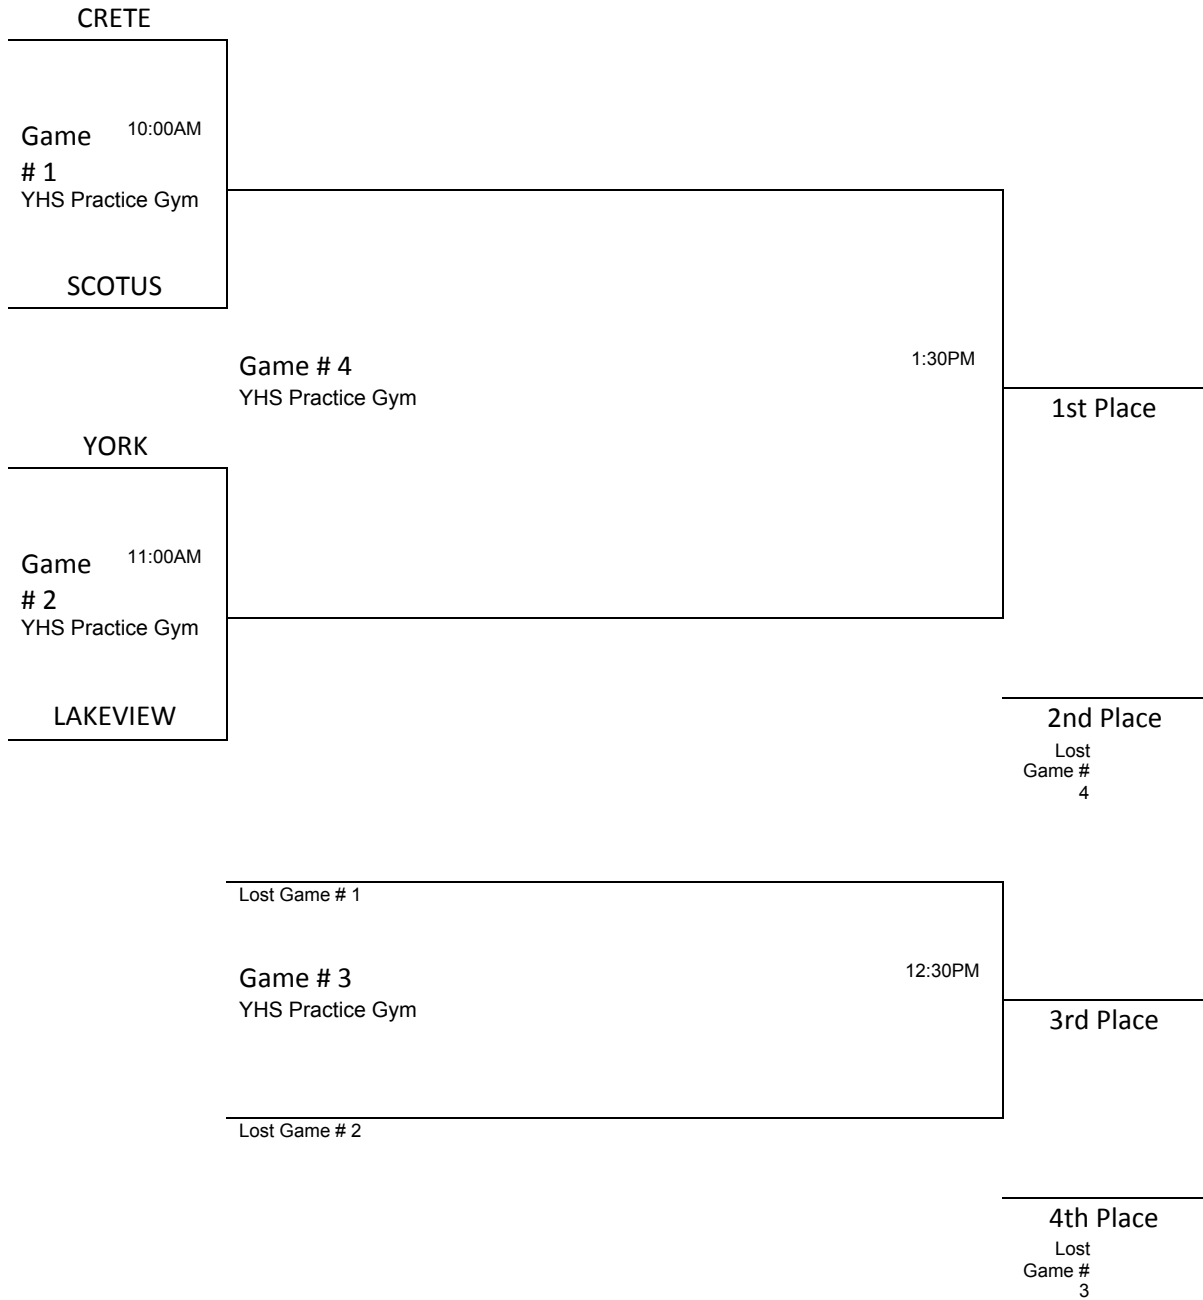 CRETE
Game 10:00AM
# 1
YHS Practice Gym
SCOTUS
Game # 4 1:30PM
YHS Practice Gym
1st Place
YORK
Game 11:00AM
# 2
YHS Practice Gym
LAKEVIEW
2nd Place
Lost
Game #
4
Lost Game # 1
Game # 3 12:30PM
YHS Practice Gym
3rd Place
Lost Game # 2
4th Place
Lost
Game #
3